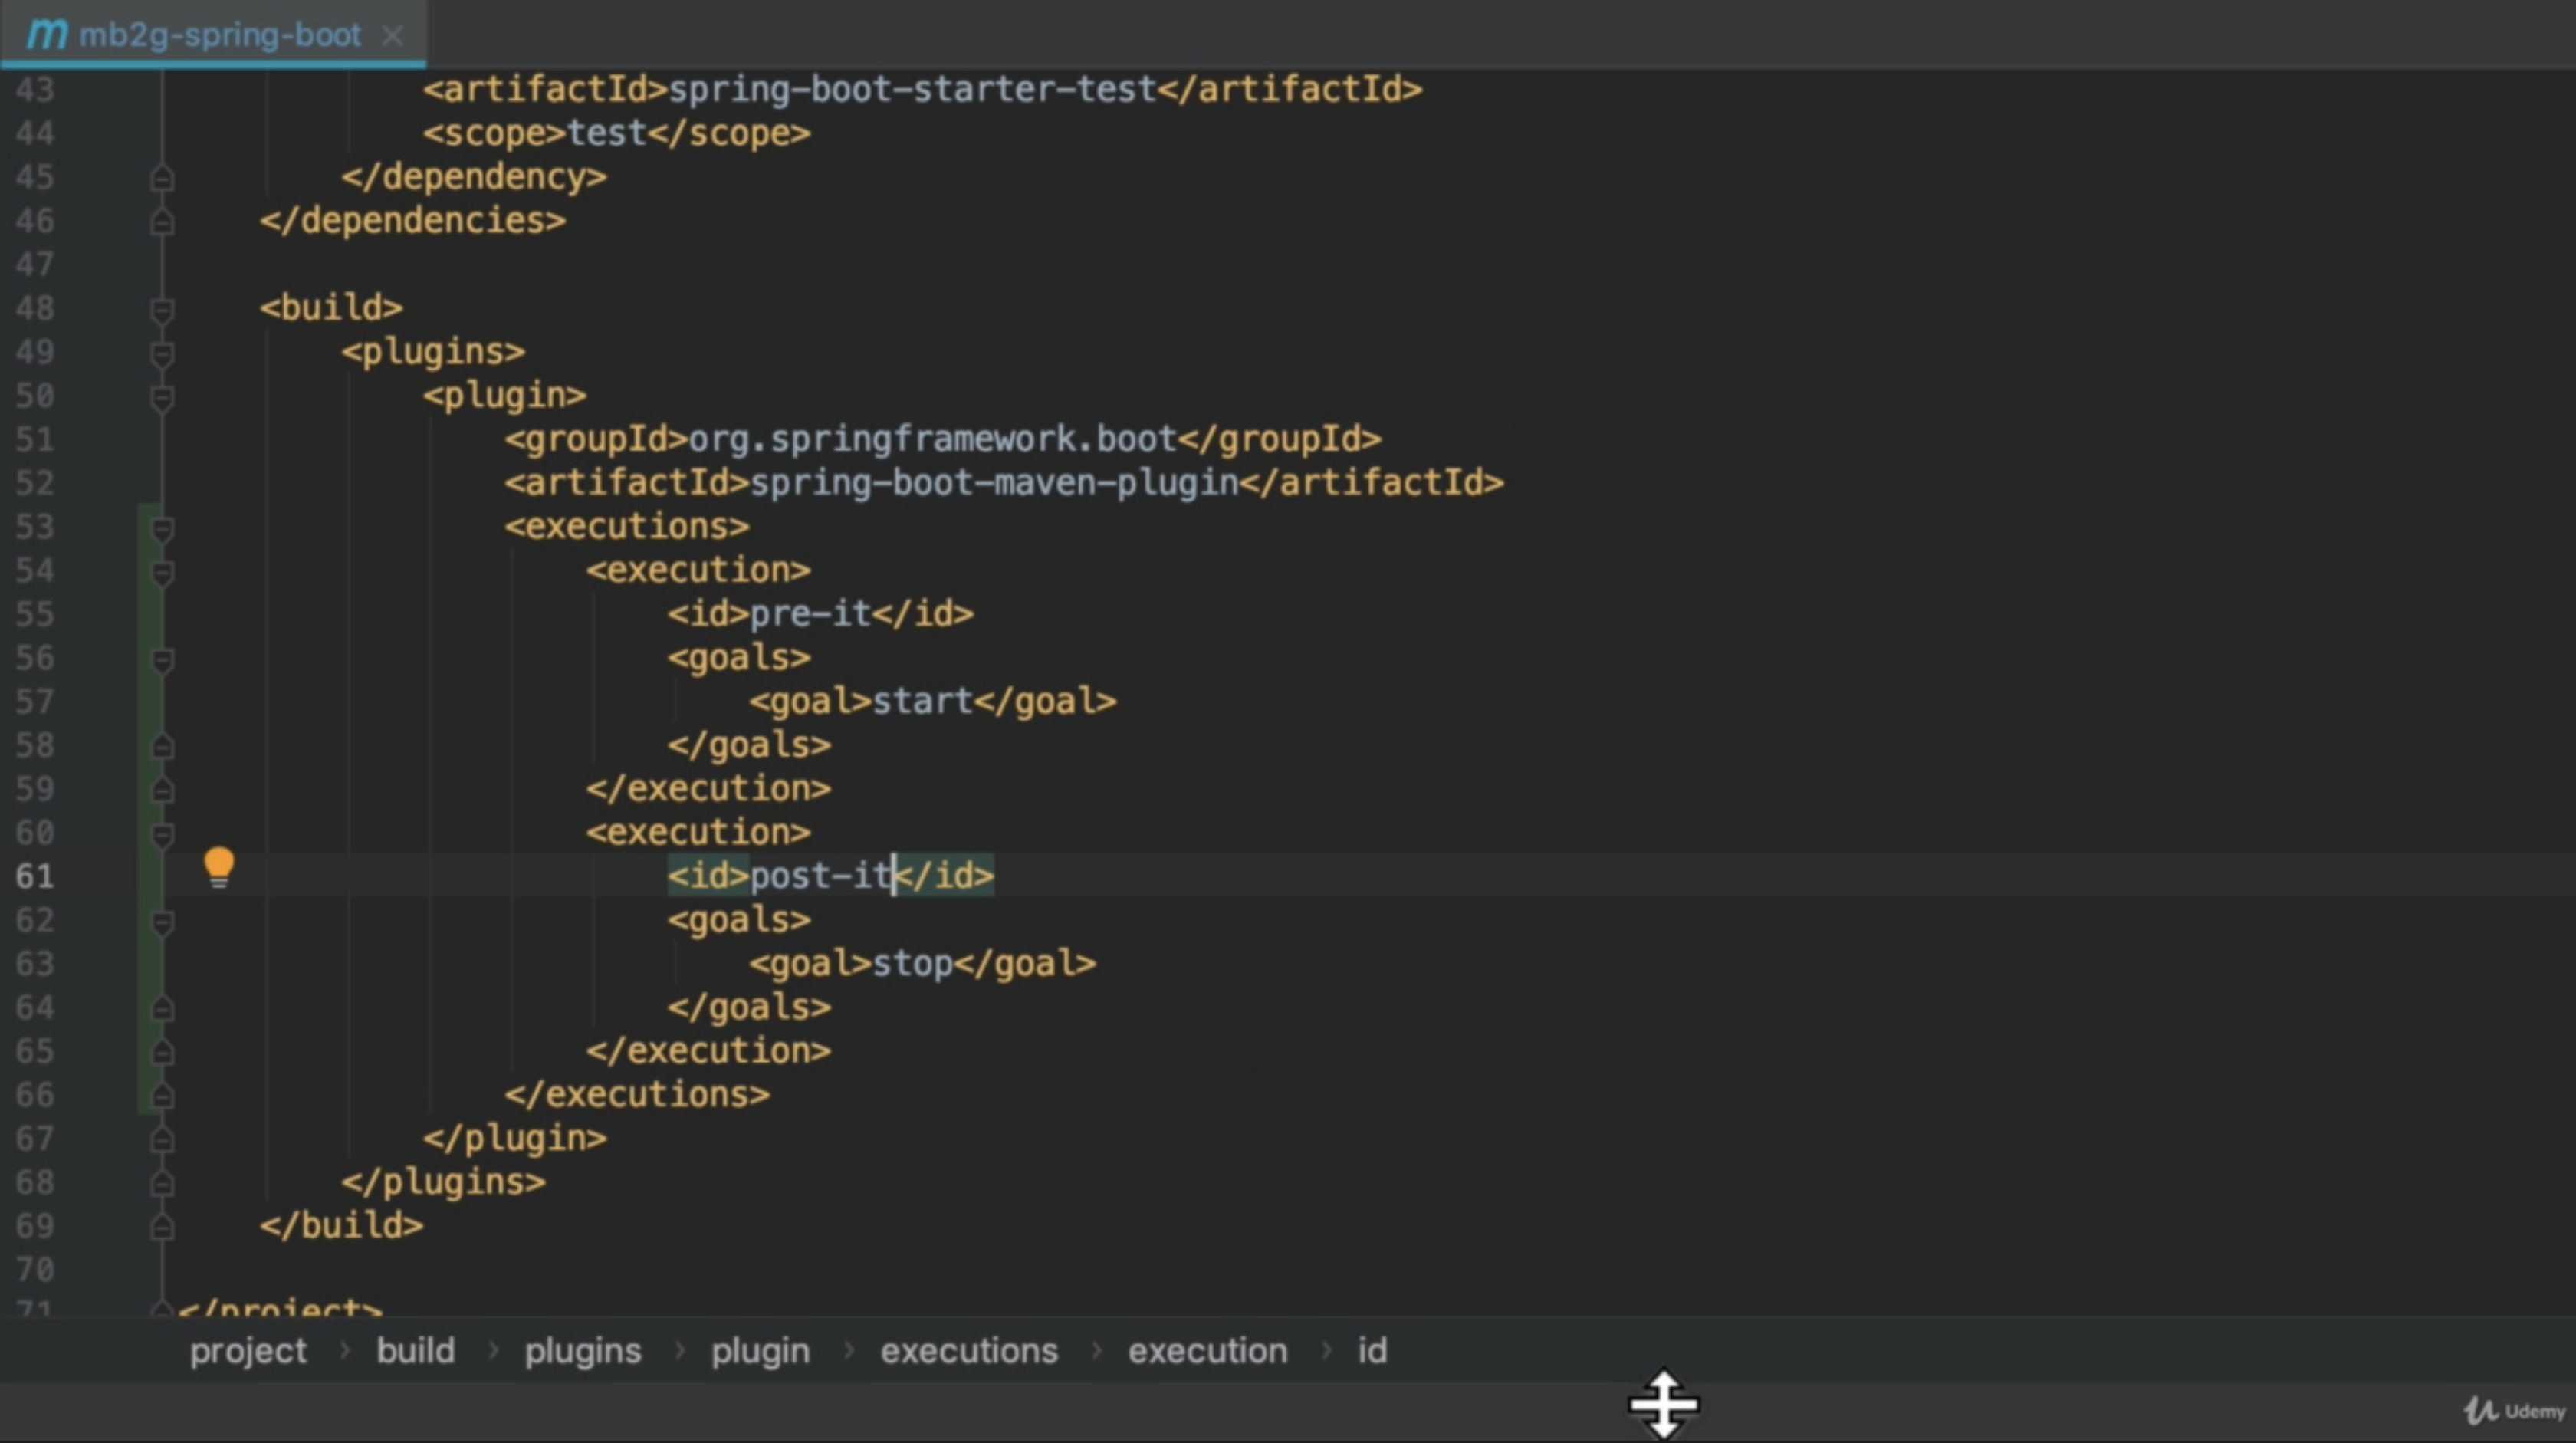 m mb2g-spring-boot ×
43 <artifactId>spring-boot-starter-test</artifactId>
44 <scope>test</scope>
45 </dependency>
46 </dependencies>
47
48 <build>
49 <plugins>
50 <plugin>
51 <groupId>org.springframework.boot</groupId>
52 <artifactId>spring-boot-maven-plugin</artifactId>
53 <executions>
54 <execution>
55 <id>pre-it</id>
56 <goals>
57 <goal>start</goal>
58 </goals>
59 </execution>
60 <execution>
61 <id>post-it</id>
62 <goals>
63 <goal>stop</goal>
64 </goals>
65 </execution>
66 </executions>
67 </plugin>
68 </plugins>
69 </build>
70
71 </project>
project › build › plugins › plugin › executions › execution › id
Udemy